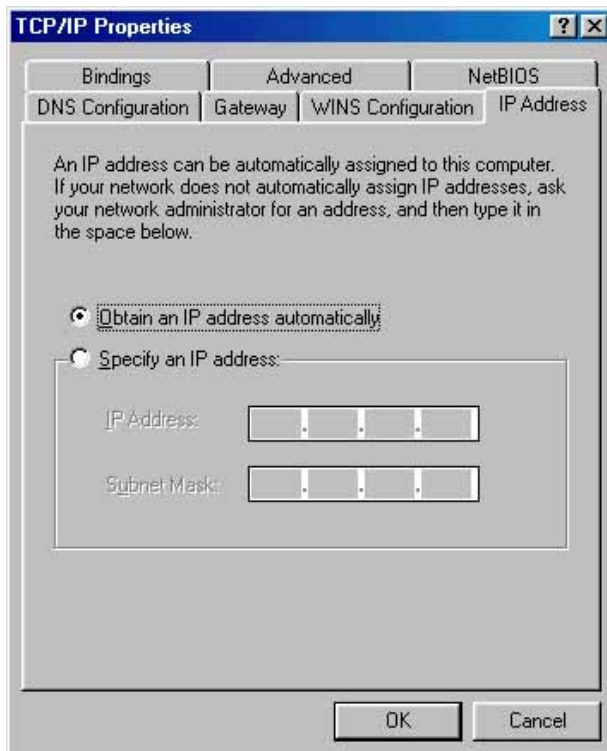 TCP/IP Properties
Bindings
Advanced
NetBIOS
DNS Configuration
Gateway
WINS Configuration
IP Address
An IP address can be automatically assigned to this computer.
If your network does not automatically assign IP addresses, ask
your network administrator for an address, and then type it in
the space below.
Obtain an IP address automatically
Specify an IP address:
IP Address:
Subnet Mask:
OK
Cancel